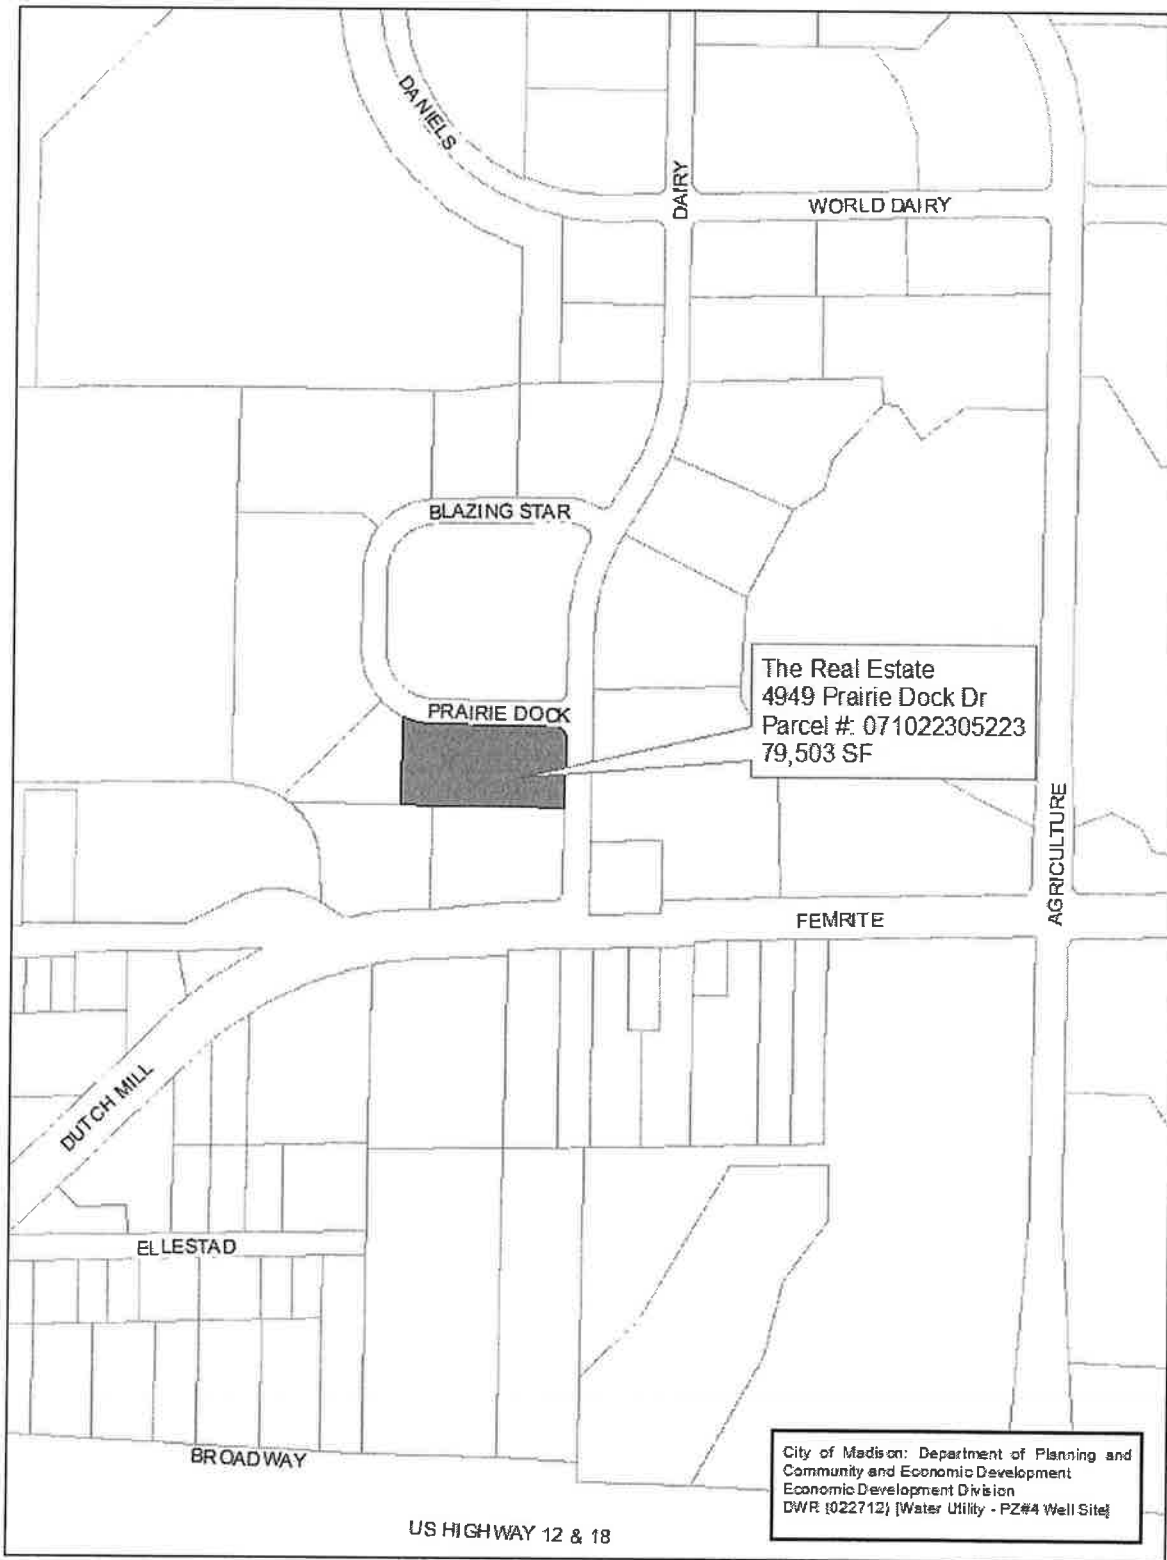 DANIELS
DAIRY
WORLD DAIRY
BLAZING STAR
The Real Estate
4949 Prairie Dock Dr
Parcel #: 071022305223
79,503 SF
PRAIRIE DOCK
AGRICULTURE
FEMRITE
DUTCH MILL
ELLESTAD
BROADWAY
City of Madison: Department of Planning and
Community and Economic Development
Economic Development Division
DWR (022712) [Water Utility - PZ#4 Well Site]
US HIGHWAY 12 & 18